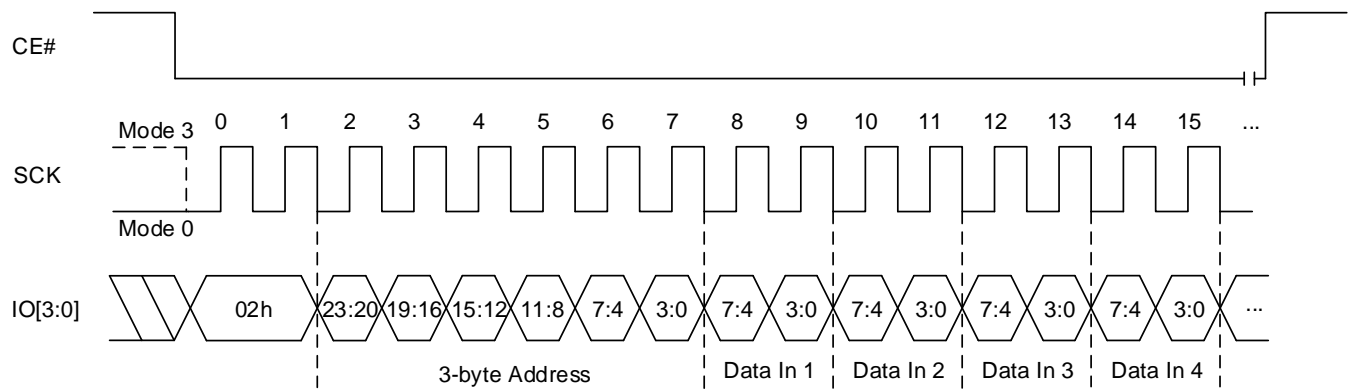 CE#
Mode 3 0 1 2 3 4 5 6 7 8 9 10 11 12 13 14 15 ...
SCK
Mode 0
IO[3:0] 02h 23:20 19:16 15:12 11:8 7:4 3:0 7:4 3:0 7:4 3:0 7:4 3:0 7:4 3:0 ...
3-byte Address Data In 1 Data In 2 Data In 3 Data In 4